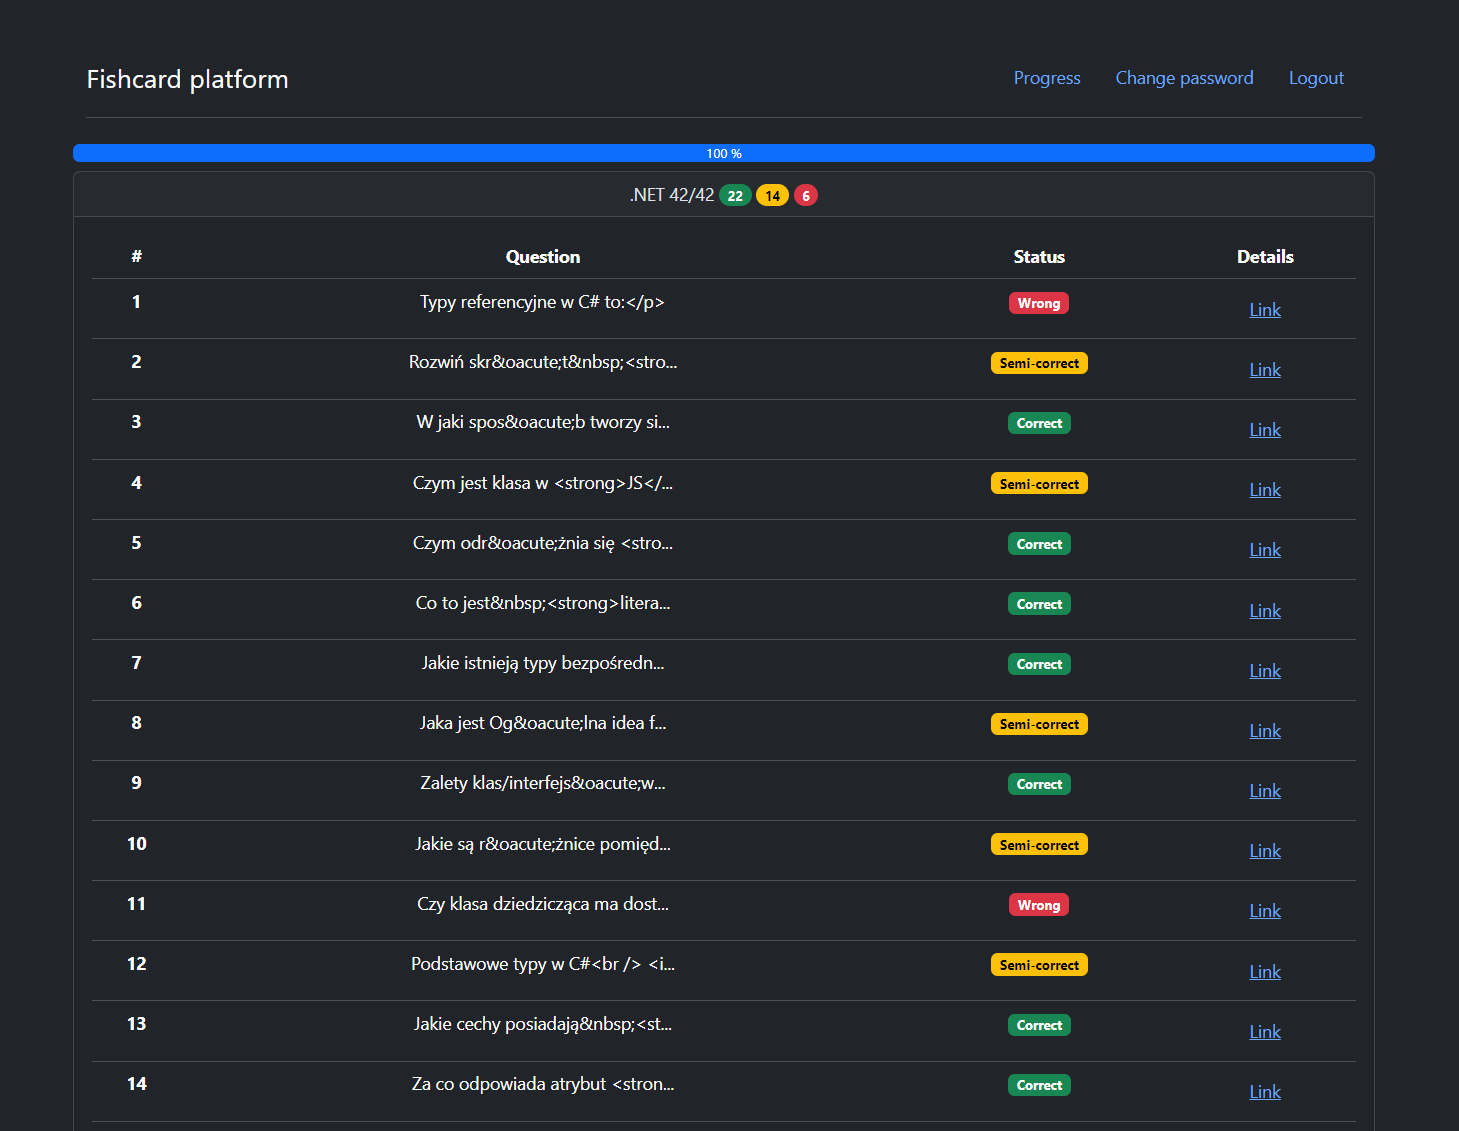 Fishcard platform Progress Change password Logout
100 %
.NET 42/42 22 14 6
# Question Status Details
1 Typy referencyjne w C# to:</p> Wrong Link
2 Rozwiń skr&oacute;t&nbsp;<stro... Semi-correct Link
3 W jaki spos&oacute;b tworzy si... Correct Link
4 Czym jest klasa w <strong>JS</... Semi-correct Link
5 Czym odr&oacute;żnia się <stro... Correct Link
6 Co to jest&nbsp;<strong>litera... Correct Link
7 Jakie istnieją typy bezpośredn... Correct Link
8 Jaka jest Og&oacute;lna idea f... Semi-correct Link
9 Zalety klas/interfejs&oacute;w... Correct Link
10 Jakie są r&oacute;żnice pomięd... Semi-correct Link
11 Czy klasa dziedzicząca ma dost... Wrong Link
12 Podstawowe typy w C#<br /> <i... Semi-correct Link
13 Jakie cechy posiadają&nbsp;<st... Correct Link
14 Za co odpowiada atrybut <stron... Correct Link